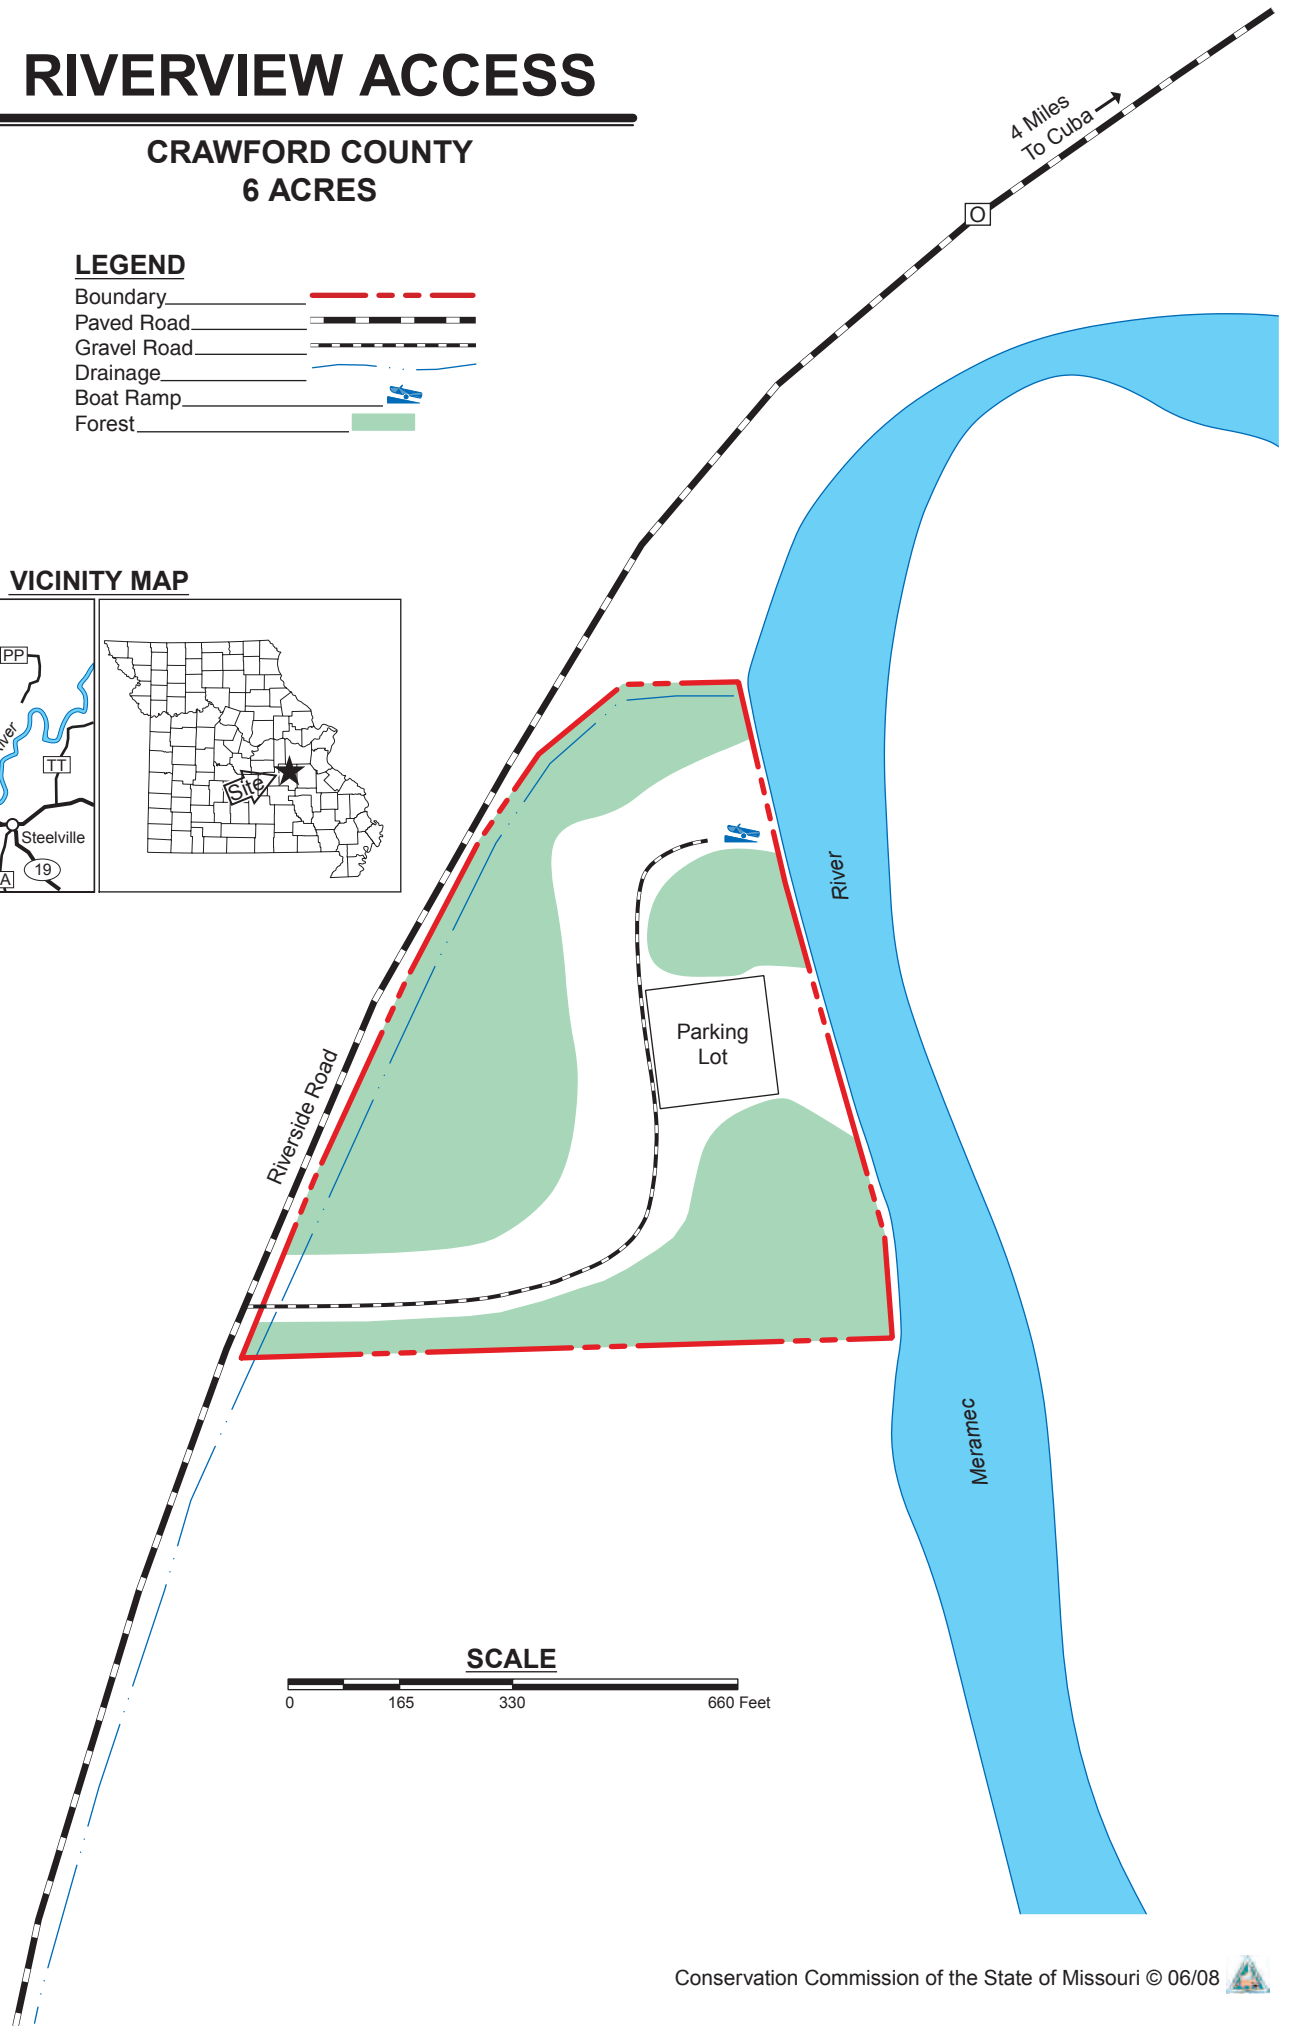 RIVERVIEW ACCESS
CRAWFORD COUNTY
6 ACRES
4 Miles
To Cuba
O
LEGEND
Boundary
Paved Road
Gravel Road
Drainage
Boat Ramp
Forest
VICINITY MAP
PP
TT
Steelville
19
A
Site
River
Parking
Lot
Riverside Road
Meramec
SCALE
0 165 330 660 Feet
Conservation Commission of the State of Missouri © 06/08